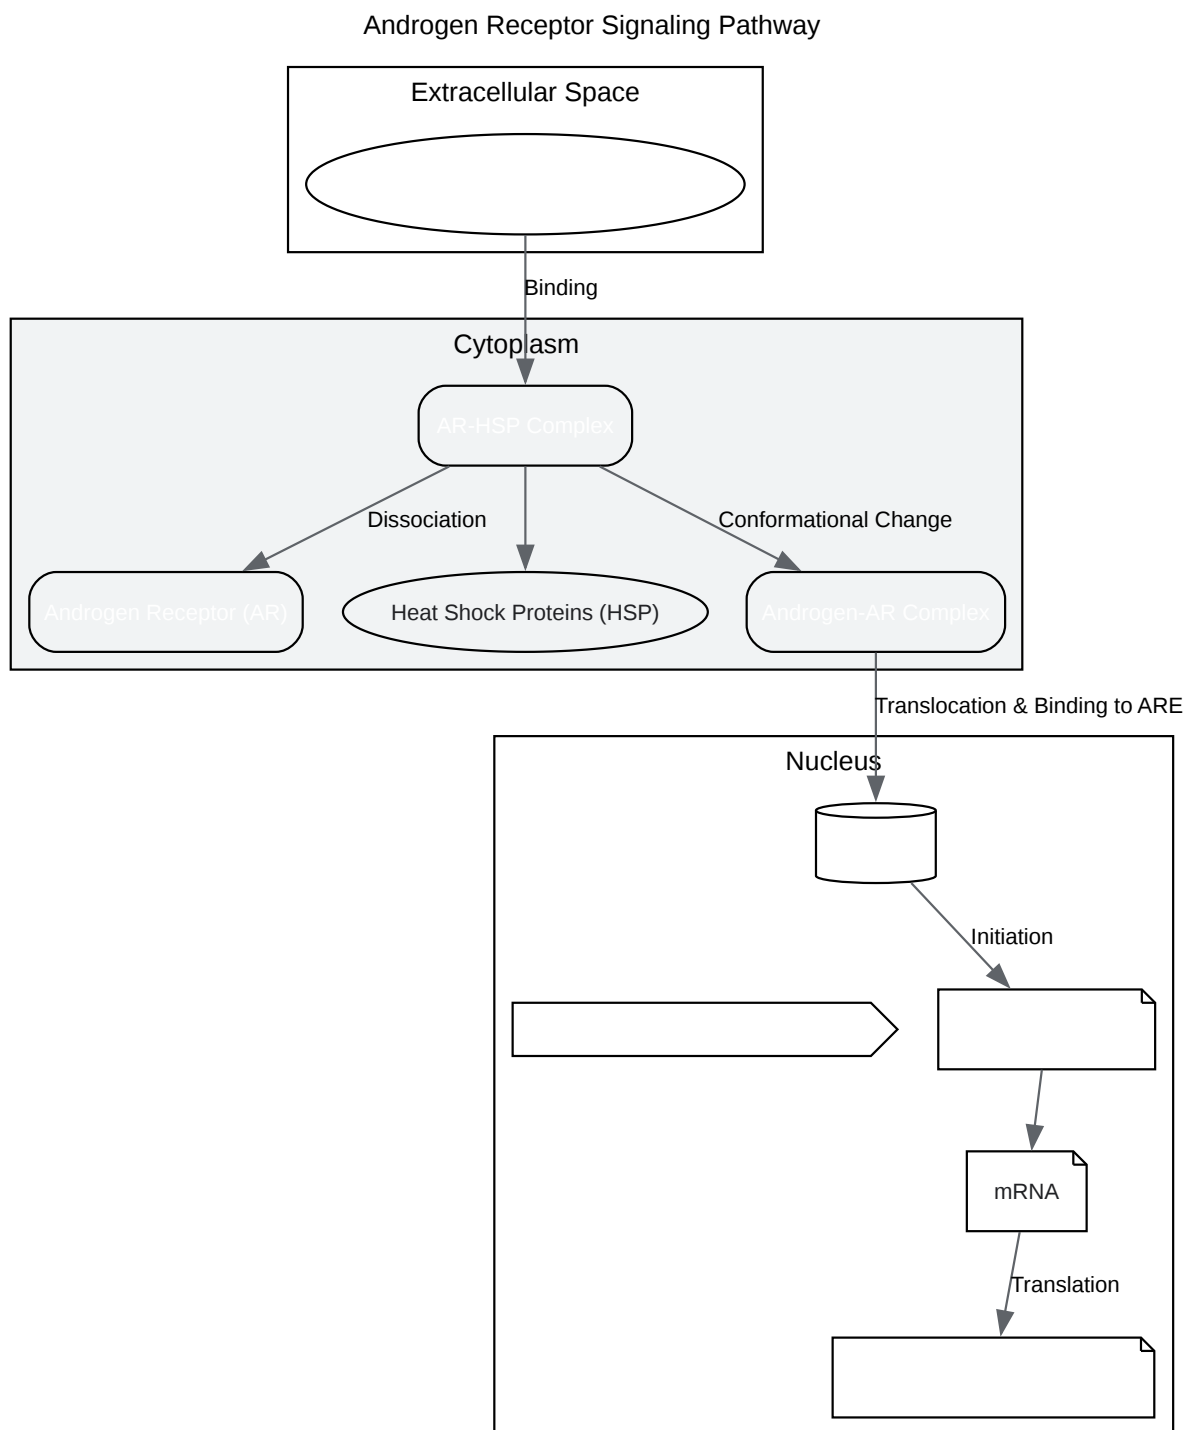 Androgen Receptor Signaling Pathway
Extracellular Space
Binding
Cytoplasm
AR-HSP Complex
Dissociation
Conformational Change
Androgen Receptor (AR)
Heat Shock Proteins (HSP)
Androgen-AR Complex
Translocation & Binding to ARE
Nucleus
Initiation
mRNA
Translation